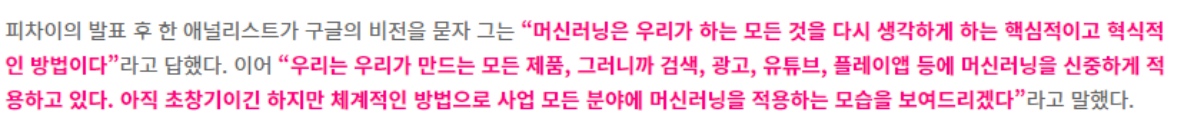 피차이의 발표 후 한 애널리스트가 구글의 비전을 묻자 그는 “머신러닝은 우리가 하는 모든 것을 다시 생각하게 하는 핵심적이고 혁식적
인 방법이다”라고 답했다. 이어 “우리는 우리가 만드는 모든 제품, 그러니까 검색, 광고, 유튜브, 플레이앱 등에 머신러닝을 신중하게 적
용하고 있다. 아직 초창기이긴 하지만 체계적인 방법으로 사업 모든 분야에 머신러닝을 적용하는 모습을 보여드리겠다”라고 말했다.